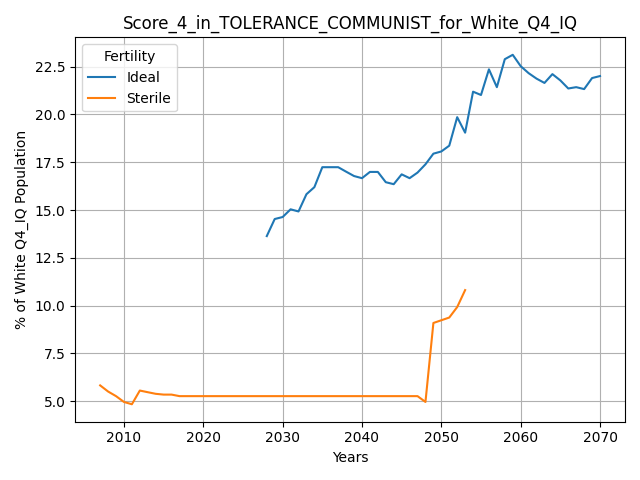 Score_4_in_TOLERANCE_COMMUNIST_for_White_Q4_IQ
Fertility
Ideal
Sterile
% of White Q4_IQ Population
22.5
20.0
17.5
15.0
12.5
10.0
7.5
5.0
2010 2020 2030 2040 2050 2060 2070
Years